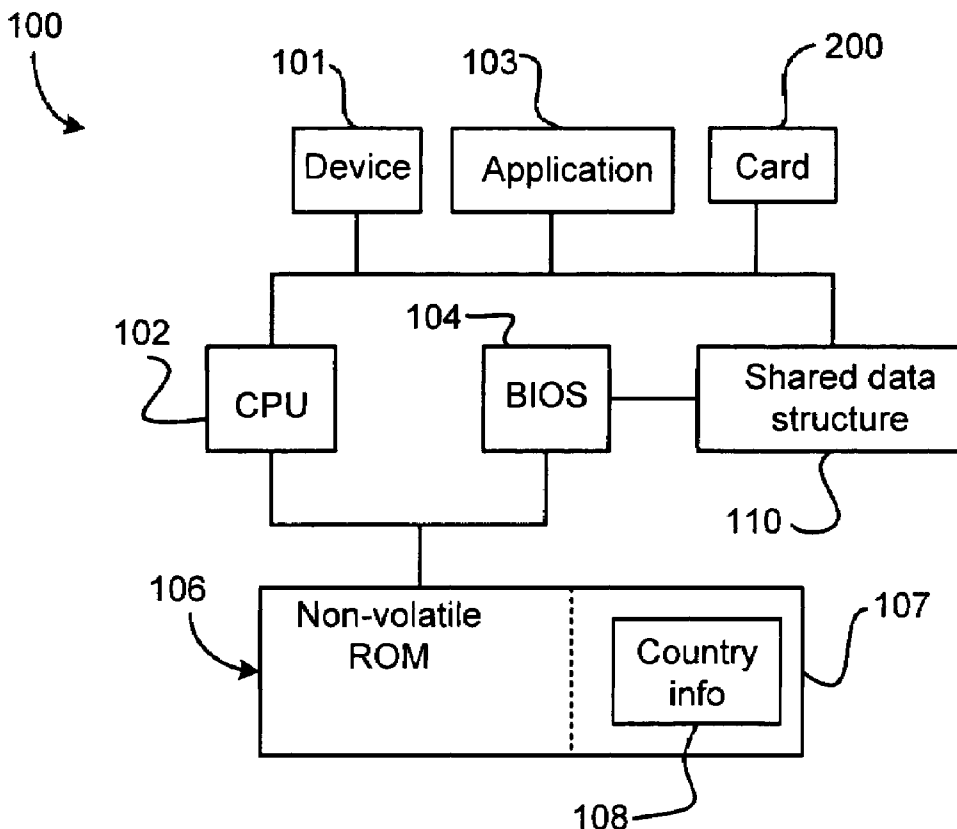 100
101
103
200
Device
Application
Card
102
104
CPU
BIOS
Shared data
structure
110
106
Non-volatile
ROM
107
Country
info
108